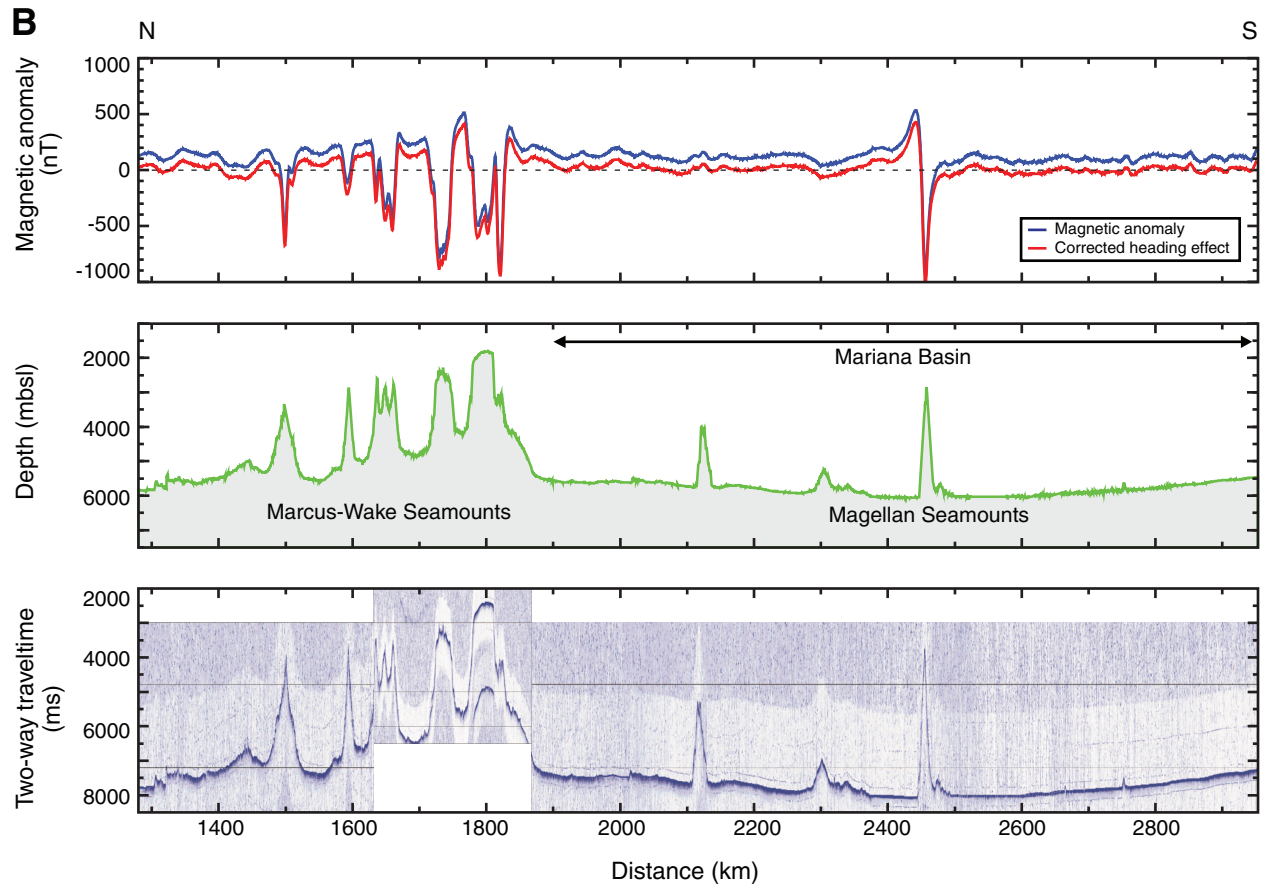 B
N
S
Magnetic anomaly
(nT)
1000
500
0
-500
-1000
Magnetic anomaly
Corrected heading effect
Depth (mbsl)
2000
4000
6000
Mariana Basin
Marcus-Wake Seamounts
Magellan Seamounts
Two-way traveltime
(ms)
2000
4000
6000
8000
1400 1600 1800 2000 2200 2400 2600 2800
Distance (km)